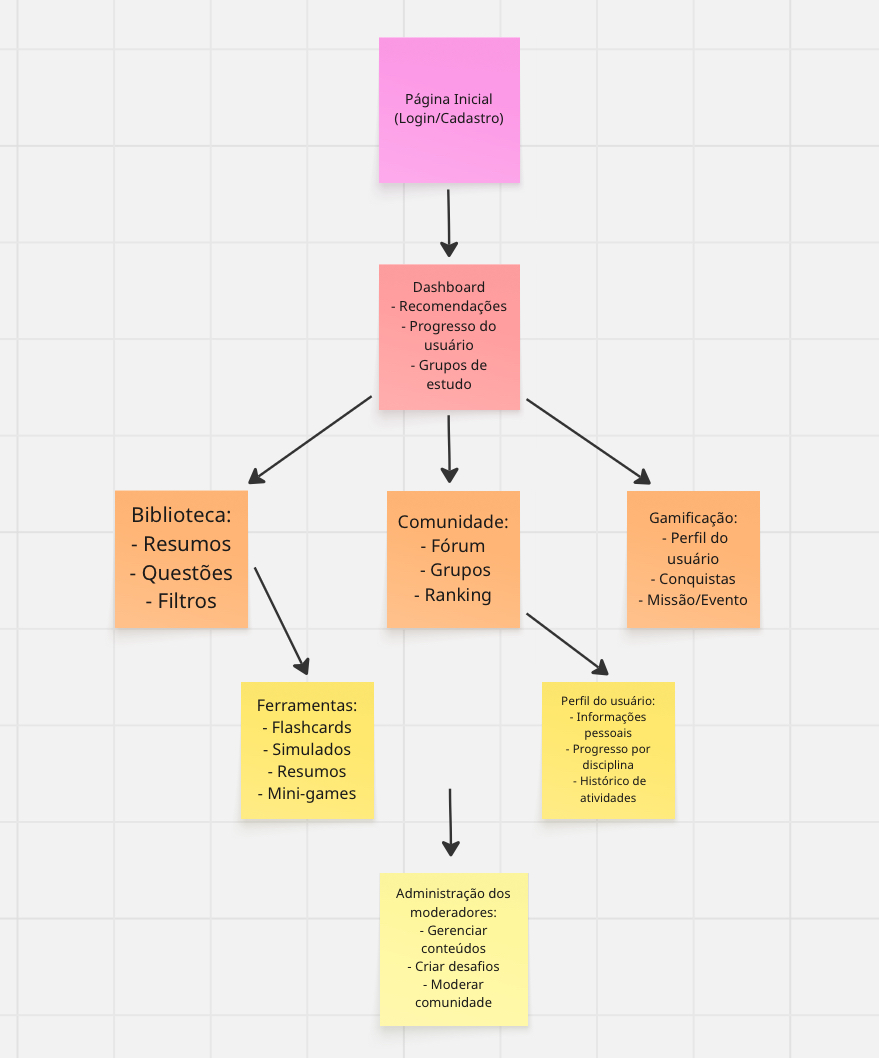 Página Inicial
(Login/Cadastro)
Dashboard
- Recomendações
- Progresso do
usuário
- Grupos de
estudo
Biblioteca:
- Resumos
- Questões
- Filtros
Comunidade:
- Fórum
- Grupos
- Ranking
Gamificação:
- Perfil do
usuário
- Conquistas
- Missão/Evento
Ferramentas:
- Flashcards
- Simulados
- Resumos
- Mini-games
Perfil do usuário:
- Informações
pessoais
- Progresso por
disciplina
- Histórico de
atividades
Administração dos
moderadores:
- Gerenciar
conteúdos
- Criar desafios
- Moderar
comunidade